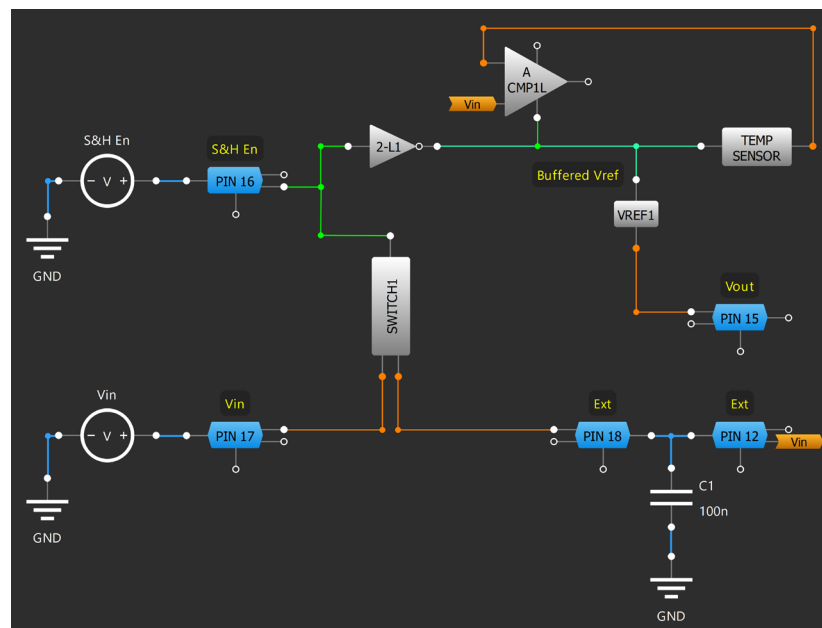 A
CMP1L
Vin
S&H En
S&H En
2-L1
TEMP
SENSOR
- V +
PIN 16
Buffered Vref
VREF1
GND
Vout
SWITCH1
PIN 15
Vin
Vin
Ext
Ext
- V +
PIN 17
PIN 18
PIN 12
Vin
C1
100n
GND
GND